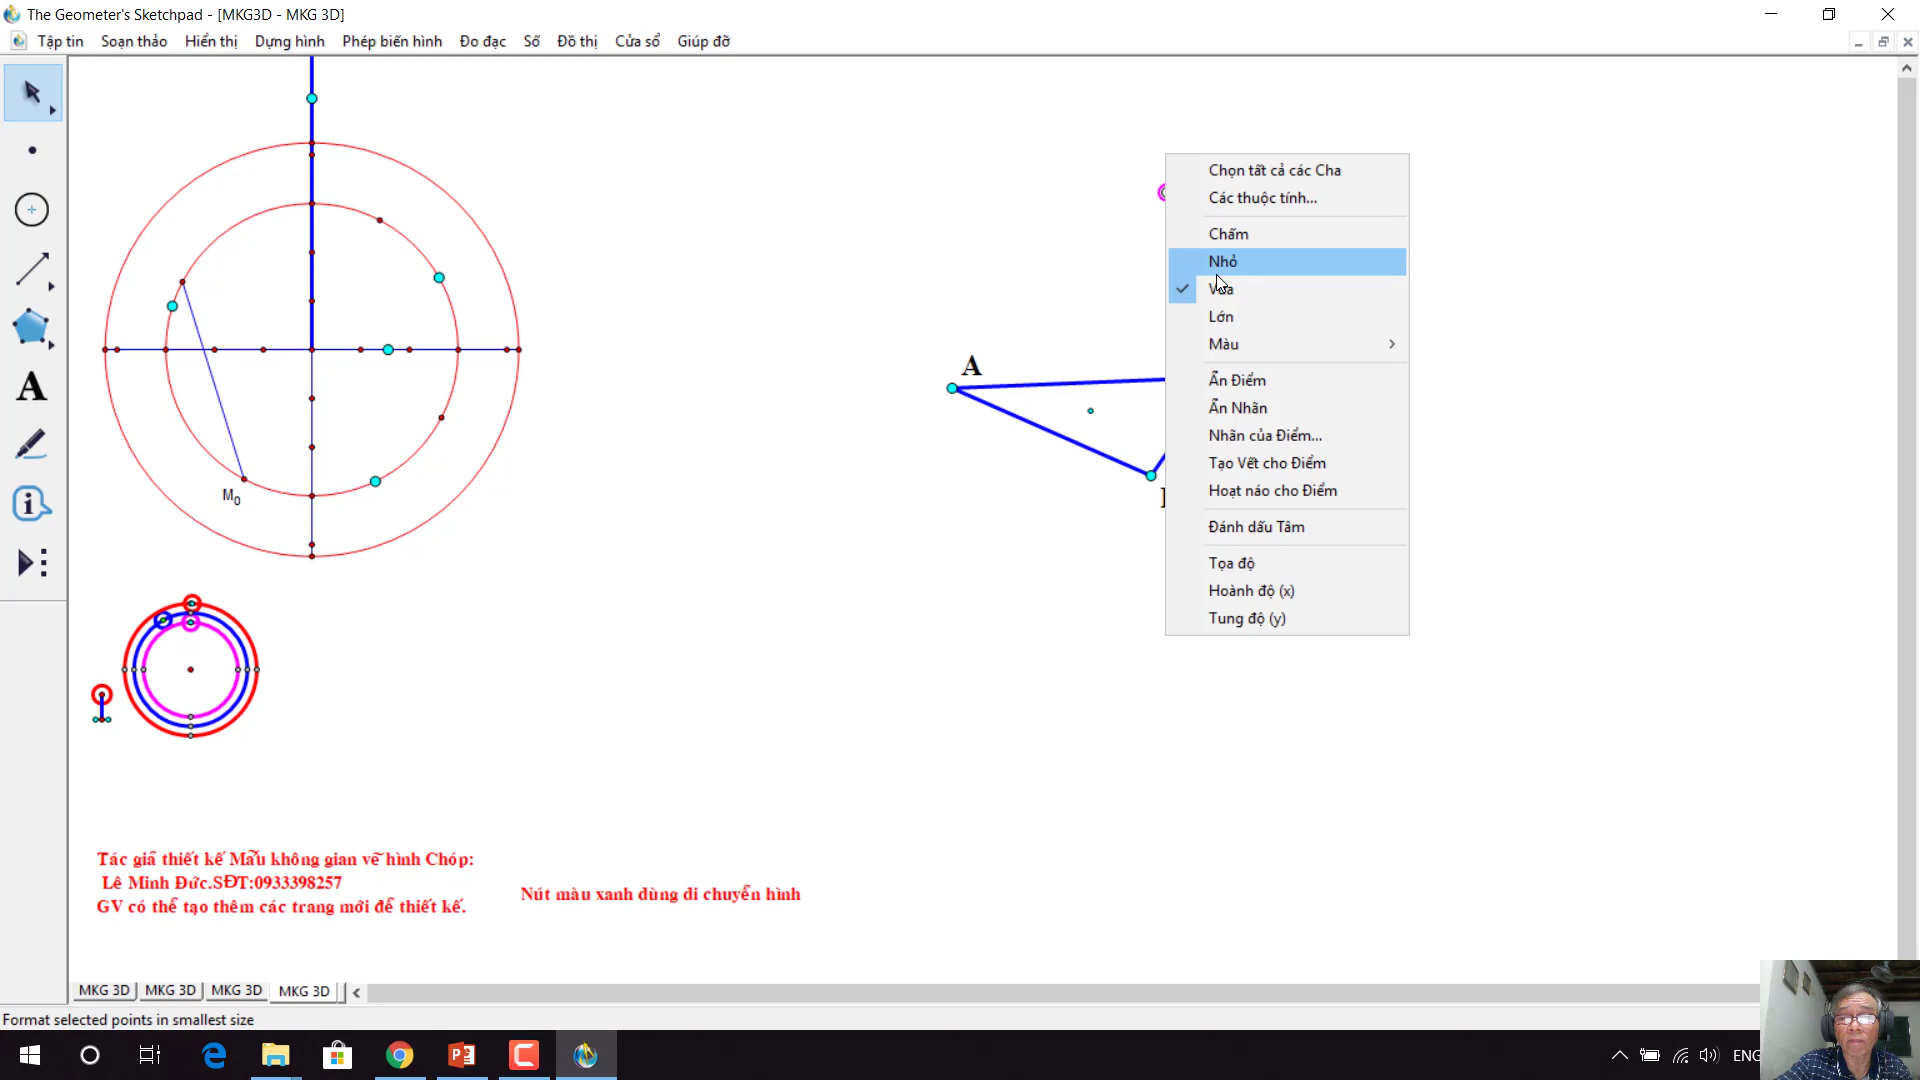 The Geometer's Sketchpad - [MKG3D - MKG 3D]
Tập tin Soạn thảo Hiển thị Dựng hình Phép biến hình Đo đạc Số Đồ thị Cửa sổ Giúp đỡ
Chọn tất cả các Cha
Các thuộc tính...
Chấm
Nhỏ
Vừa
Lớn
Màu
Ẩn Điểm
Ẩn Nhãn
Nhãn của Điểm...
Tạo Vết cho Điểm
Hoạt náo cho Điểm
Đánh dấu Tâm
Tọa độ
Hoành độ (x)
Tung độ (y)
A
A
M0
Tác giả thiết kế Mẫu không gian vẽ hình Chóp:
Lê Minh Đức.SĐT:0933398257
GV có thể tạo thêm các trang mới để thiết kế.
Nút màu xanh dùng di chuyển hình
MKG 3D MKG 3D MKG 3D MKG 3D
Format selected points in smallest size
ENG